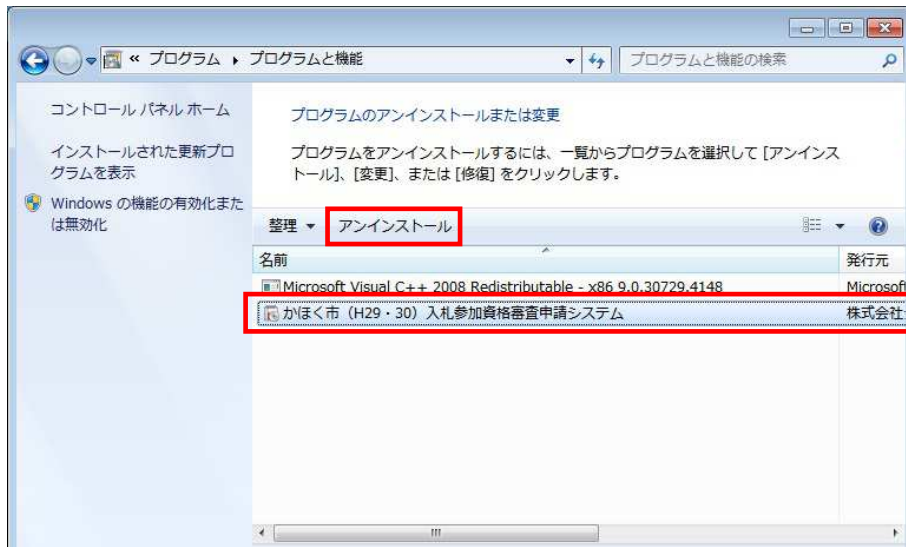 « プログラム ▸ プログラムと機能
プログラムと機能の検索
コントロール パネル ホーム
インストールされた更新プロ
グラムを表示
Windows の機能の有効化また
は無効化
プログラムのアンインストールまたは変更
プログラムをアンインストールするには、一覧からプログラムを選択して [アンインス
トール]、[変更]、または [修復] をクリックします。
整理 ▼ アンインストール
名前 発行元
Microsoft Visual C++ 2008 Redistributable - x86 9.0.30729.4148 Microsoft
かほく市（H29・30）入札参加資格審査申請システム 株式会社